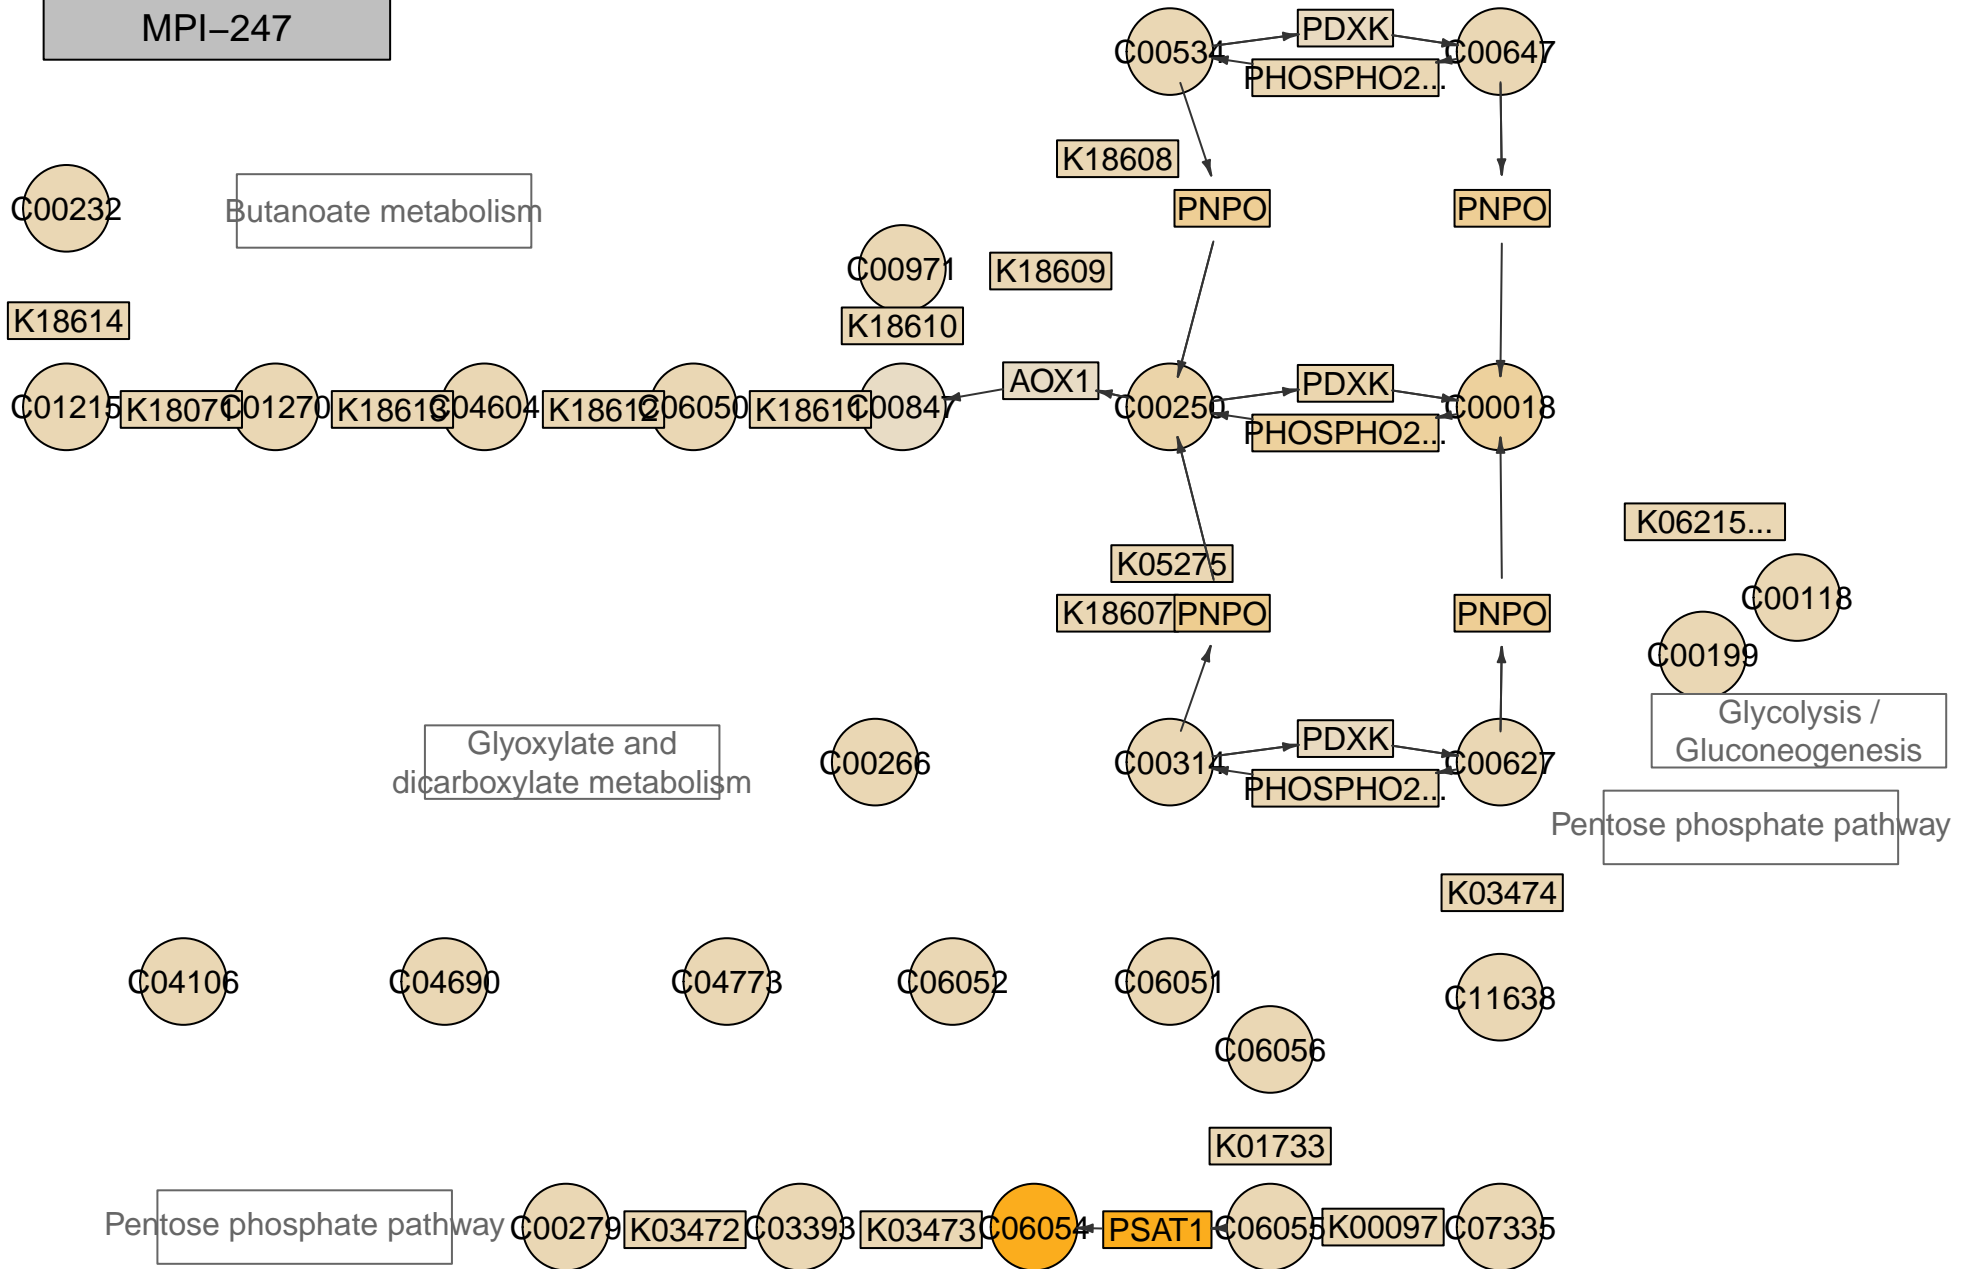 MPI−247
C00534
PDXK
C00647
PHOSPHO2...
K18608
C00232
Butanoate metabolism
PNPO
PNPO
C00971
K18609
K18614
K18610
AOX1
PDXK
C01215
K18071
C01270
K18613
C04604
K18612
C06050
K18611
C00847
C00250
C00018
PHOSPHO2...
K06215...
K05275
C00118
K18607
PNPO
PNPO
C00199
Glycolysis /
Gluconeogenesis
Glyoxylate and
dicarboxylate metabolism
C00266
C00314
PDXK
C00627
PHOSPHO2...
Pentose phosphate pathway
K03474
C04106
C04690
C04773
C06052
C06051
C11638
C06056
K01733
Pentose phosphate pathway
C00279
K03472
C03393
K03473
C06054
PSAT1
C06055
K00097
C07335